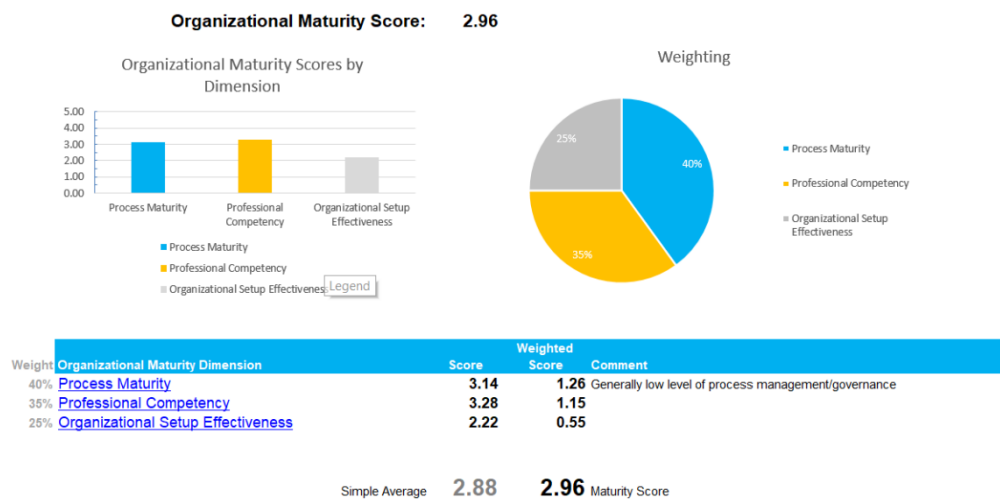 Organizational Maturity Score: 2.96
Organizational Maturity Scores by
Dimension
5.00
4.00
3.00
2.00
1.00
0.00
Process Maturity
Professional
Competency
Organizational Setup
Effectiveness
Process Maturity
Professional Competency
Organizational Setup Effectivenes
Legend
Weighting
25%
40%
35%
Process Maturity
Professional Competency
Organizational Setup
Effectiveness
Weighted
Weight Organizational Maturity Dimension Score Score Comment
40% Process Maturity 3.14 1.26 Generally low level of process management/governance
35% Professional Competency 3.28 1.15
25% Organizational Setup Effectiveness 2.22 0.55
Simple Average 2.88 2.96 Maturity Score